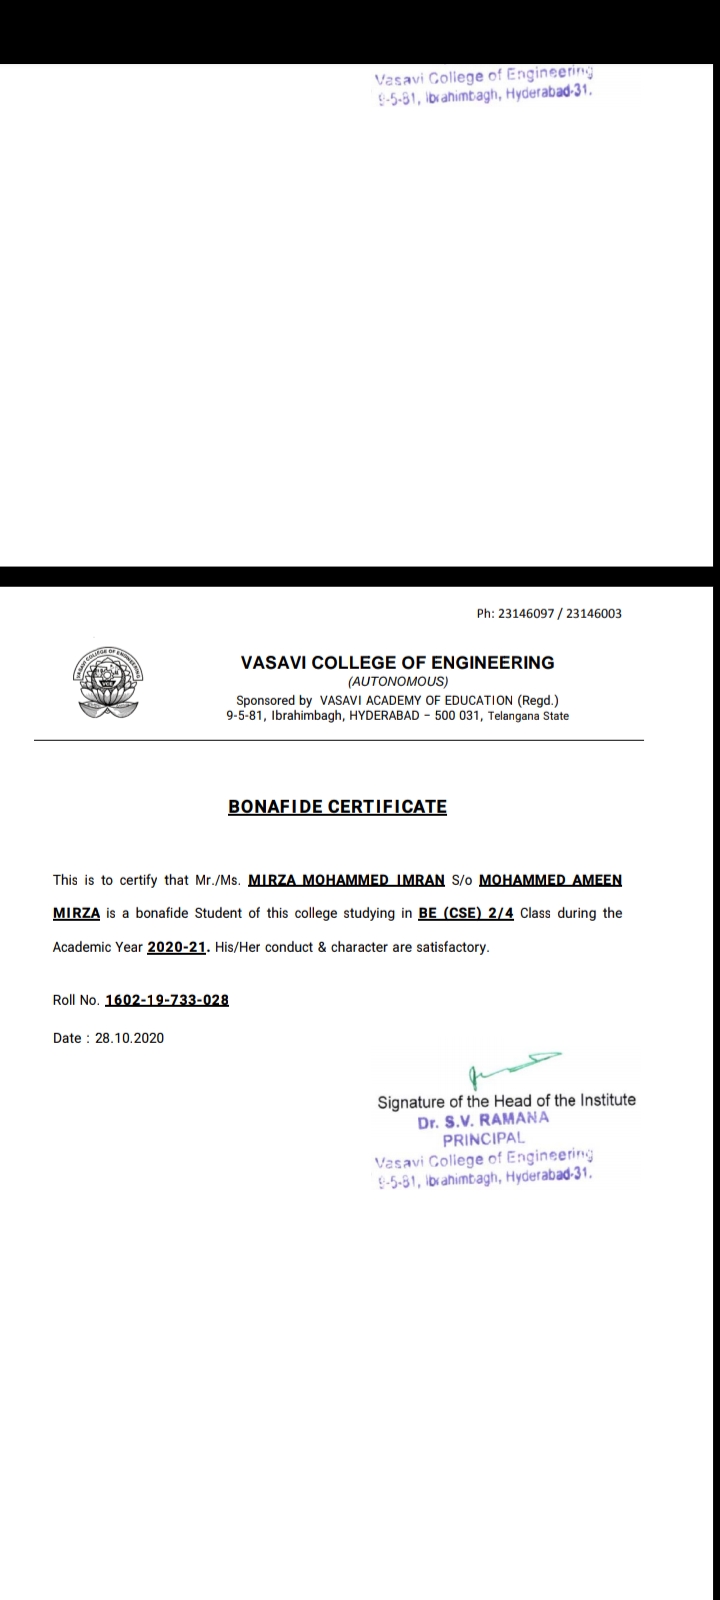 Vasavi College of Engineering
9-5-81, Ibrahimbagh, Hyderabad-31.
Ph: 23146097 / 23146003
VASAVI COLLEGE OF ENGINEERING
VASAVI COLLEGE OF ENGINEERING
(AUTONOMOUS)
Sponsored by VASAVI ACADEMY OF EDUCATION (Regd.)
9-5-81, Ibrahimbagh, HYDERABAD – 500 031, Telangana State
BONAFIDE CERTIFICATE
This is to certify that Mr./Ms. MIRZA MOHAMMED IMRAN S/o MOHAMMED AMEEN
MIRZA is a bonafide Student of this college studying in BE (CSE) 2/4 Class during the
Academic Year 2020-21. His/Her conduct & character are satisfactory.
Roll No. 1602-19-733-028
Date : 28.10.2020
Signature of the Head of the Institute
Dr. S.V. RAMANA
PRINCIPAL
Vasavi College of Engineering
9-5-81, Ibrahimbagh, Hyderabad-31.